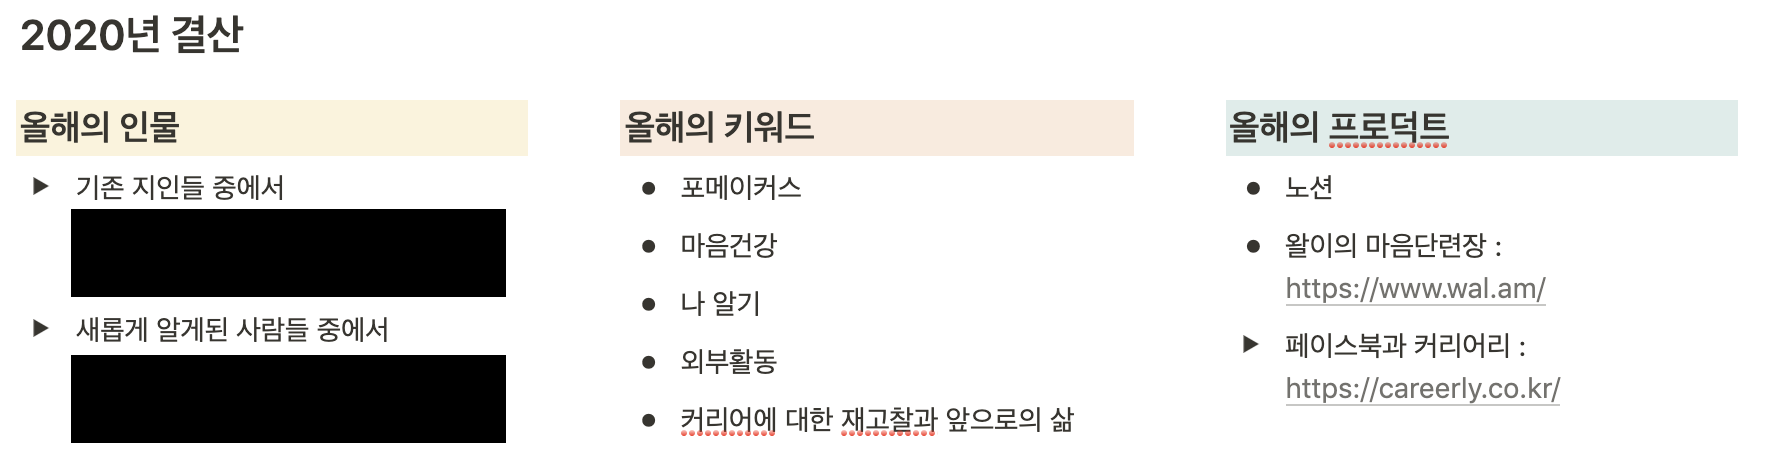 2020년 결산
올해의 인물
기존 지인들 중에서
새롭게 알게된 사람들 중에서
올해의 키워드
포메이커스
마음건강
나 알기
외부활동
커리어에 대한 재고찰과 앞으로의 삶
올해의 프로덕트
노션
왈이의 마음단련장 :
https://www.wal.am/
페이스북과 커리어리 :
https://careerly.co.kr/